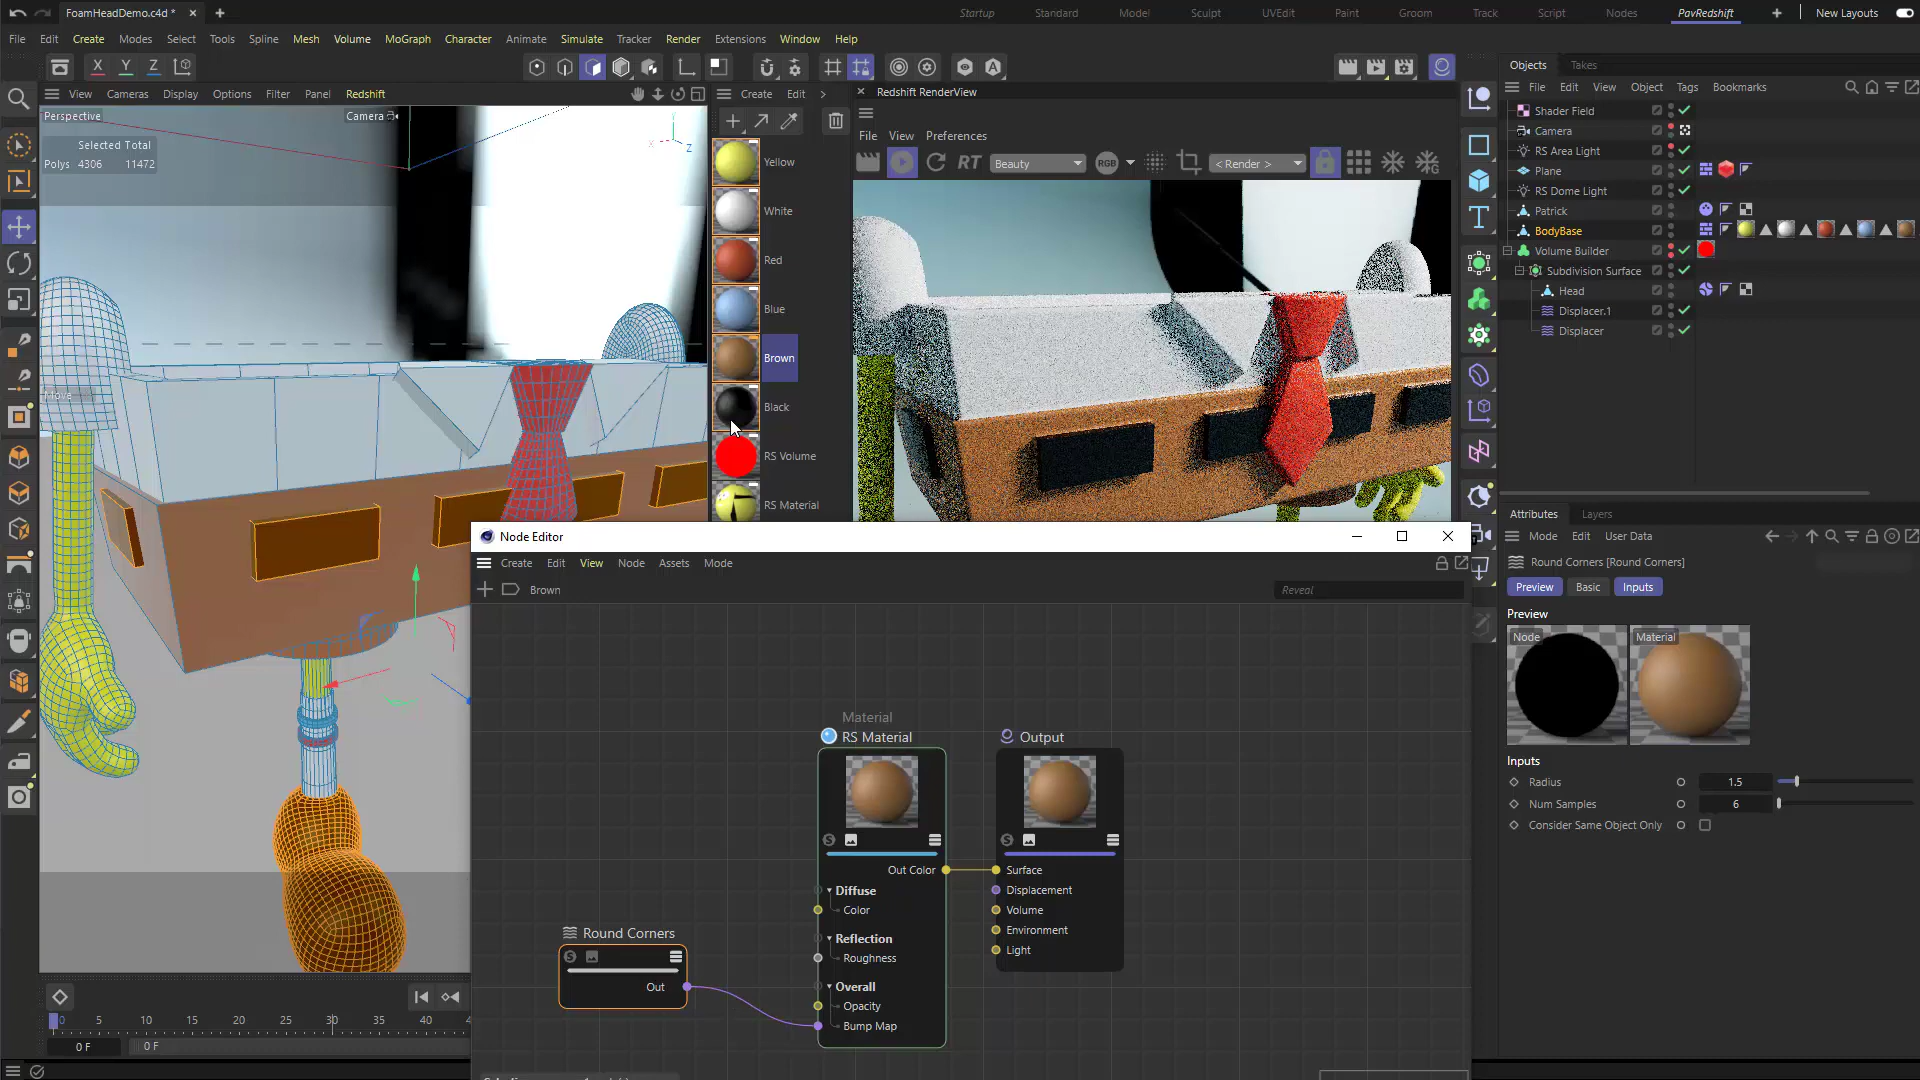 FoamHeadDemo.c4d *
Startup Standard Model Sculpt UVEdit Paint Groom Track Script Nodes PavRedshift New Layouts
File Edit Create Modes Select Tools Spline Mesh Volume MoGraph Character Animate Simulate Tracker Render Extensions Window Help
X Y Z
View Cameras Display Options Filter Panel Redshift
Perspective
Camera
Selected Total
Polys 4306 11472
Move
X
Y
Z
Create Edit
Yellow
White
Red
Blue
Brown
Black
RS Volume
RS Material
Redshift RenderView
File View Preferences
RT Beauty RGB < Render >
Objects Takes
File Edit View Object Tags Bookmarks
Shader Field
Camera
RS Area Light
Plane
RS Dome Light
Patrick
BodyBase
Volume Builder
Subdivision Surface
Head
Displacer.1
Displacer
Attributes Layers
Mode Edit User Data
Round Corners [Round Corners]
Preview Basic Inputs
Preview
Node
Material
Inputs
Radius 1.5
Num Samples 6
Consider Same Object Only
Node Editor
Create Edit View Node Assets Mode
Brown
Reveal
Material
RS Material
Out Color
Diffuse
Color
Reflection
Roughness
Overall
Opacity
Bump Map
Output
Surface
Displacement
Volume
Environment
Light
Round Corners
Out
0 5 10 15 20 25 30 35 40
0 F
0 F